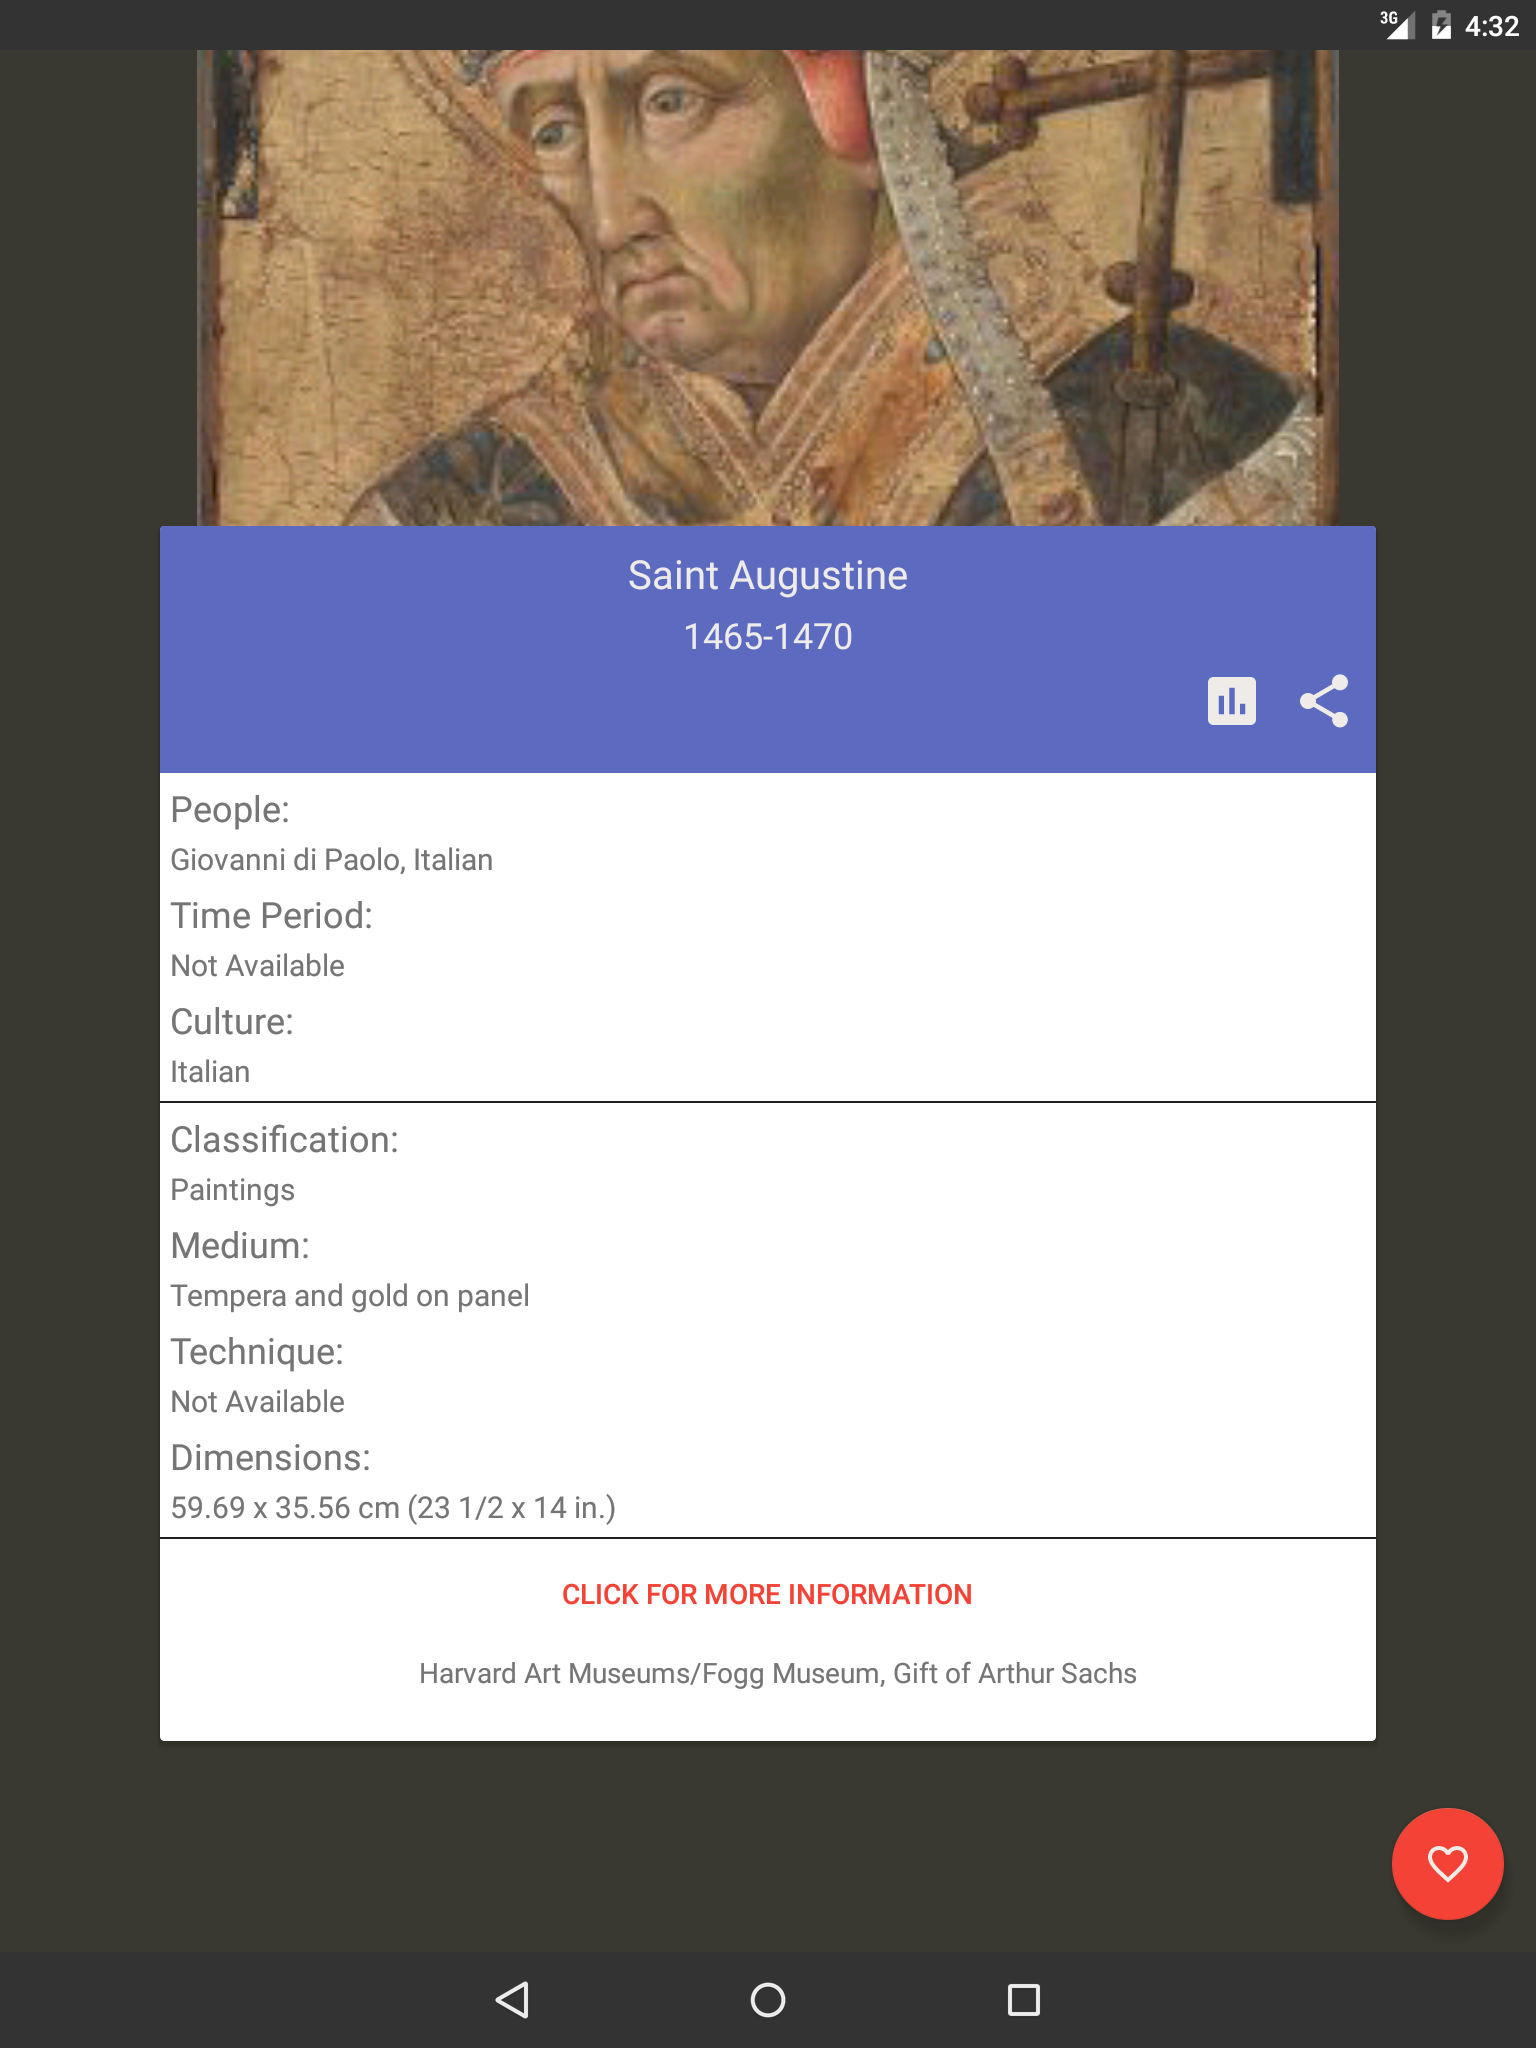 3G 4:32
Saint Augustine
1465-1470
People:
Giovanni di Paolo, Italian
Time Period:
Not Available
Culture:
Italian
Classification:
Paintings
Medium:
Tempera and gold on panel
Technique:
Not Available
Dimensions:
59.69 x 35.56 cm (23 1/2 x 14 in.)
CLICK FOR MORE INFORMATION
Harvard Art Museums/Fogg Museum, Gift of Arthur Sachs